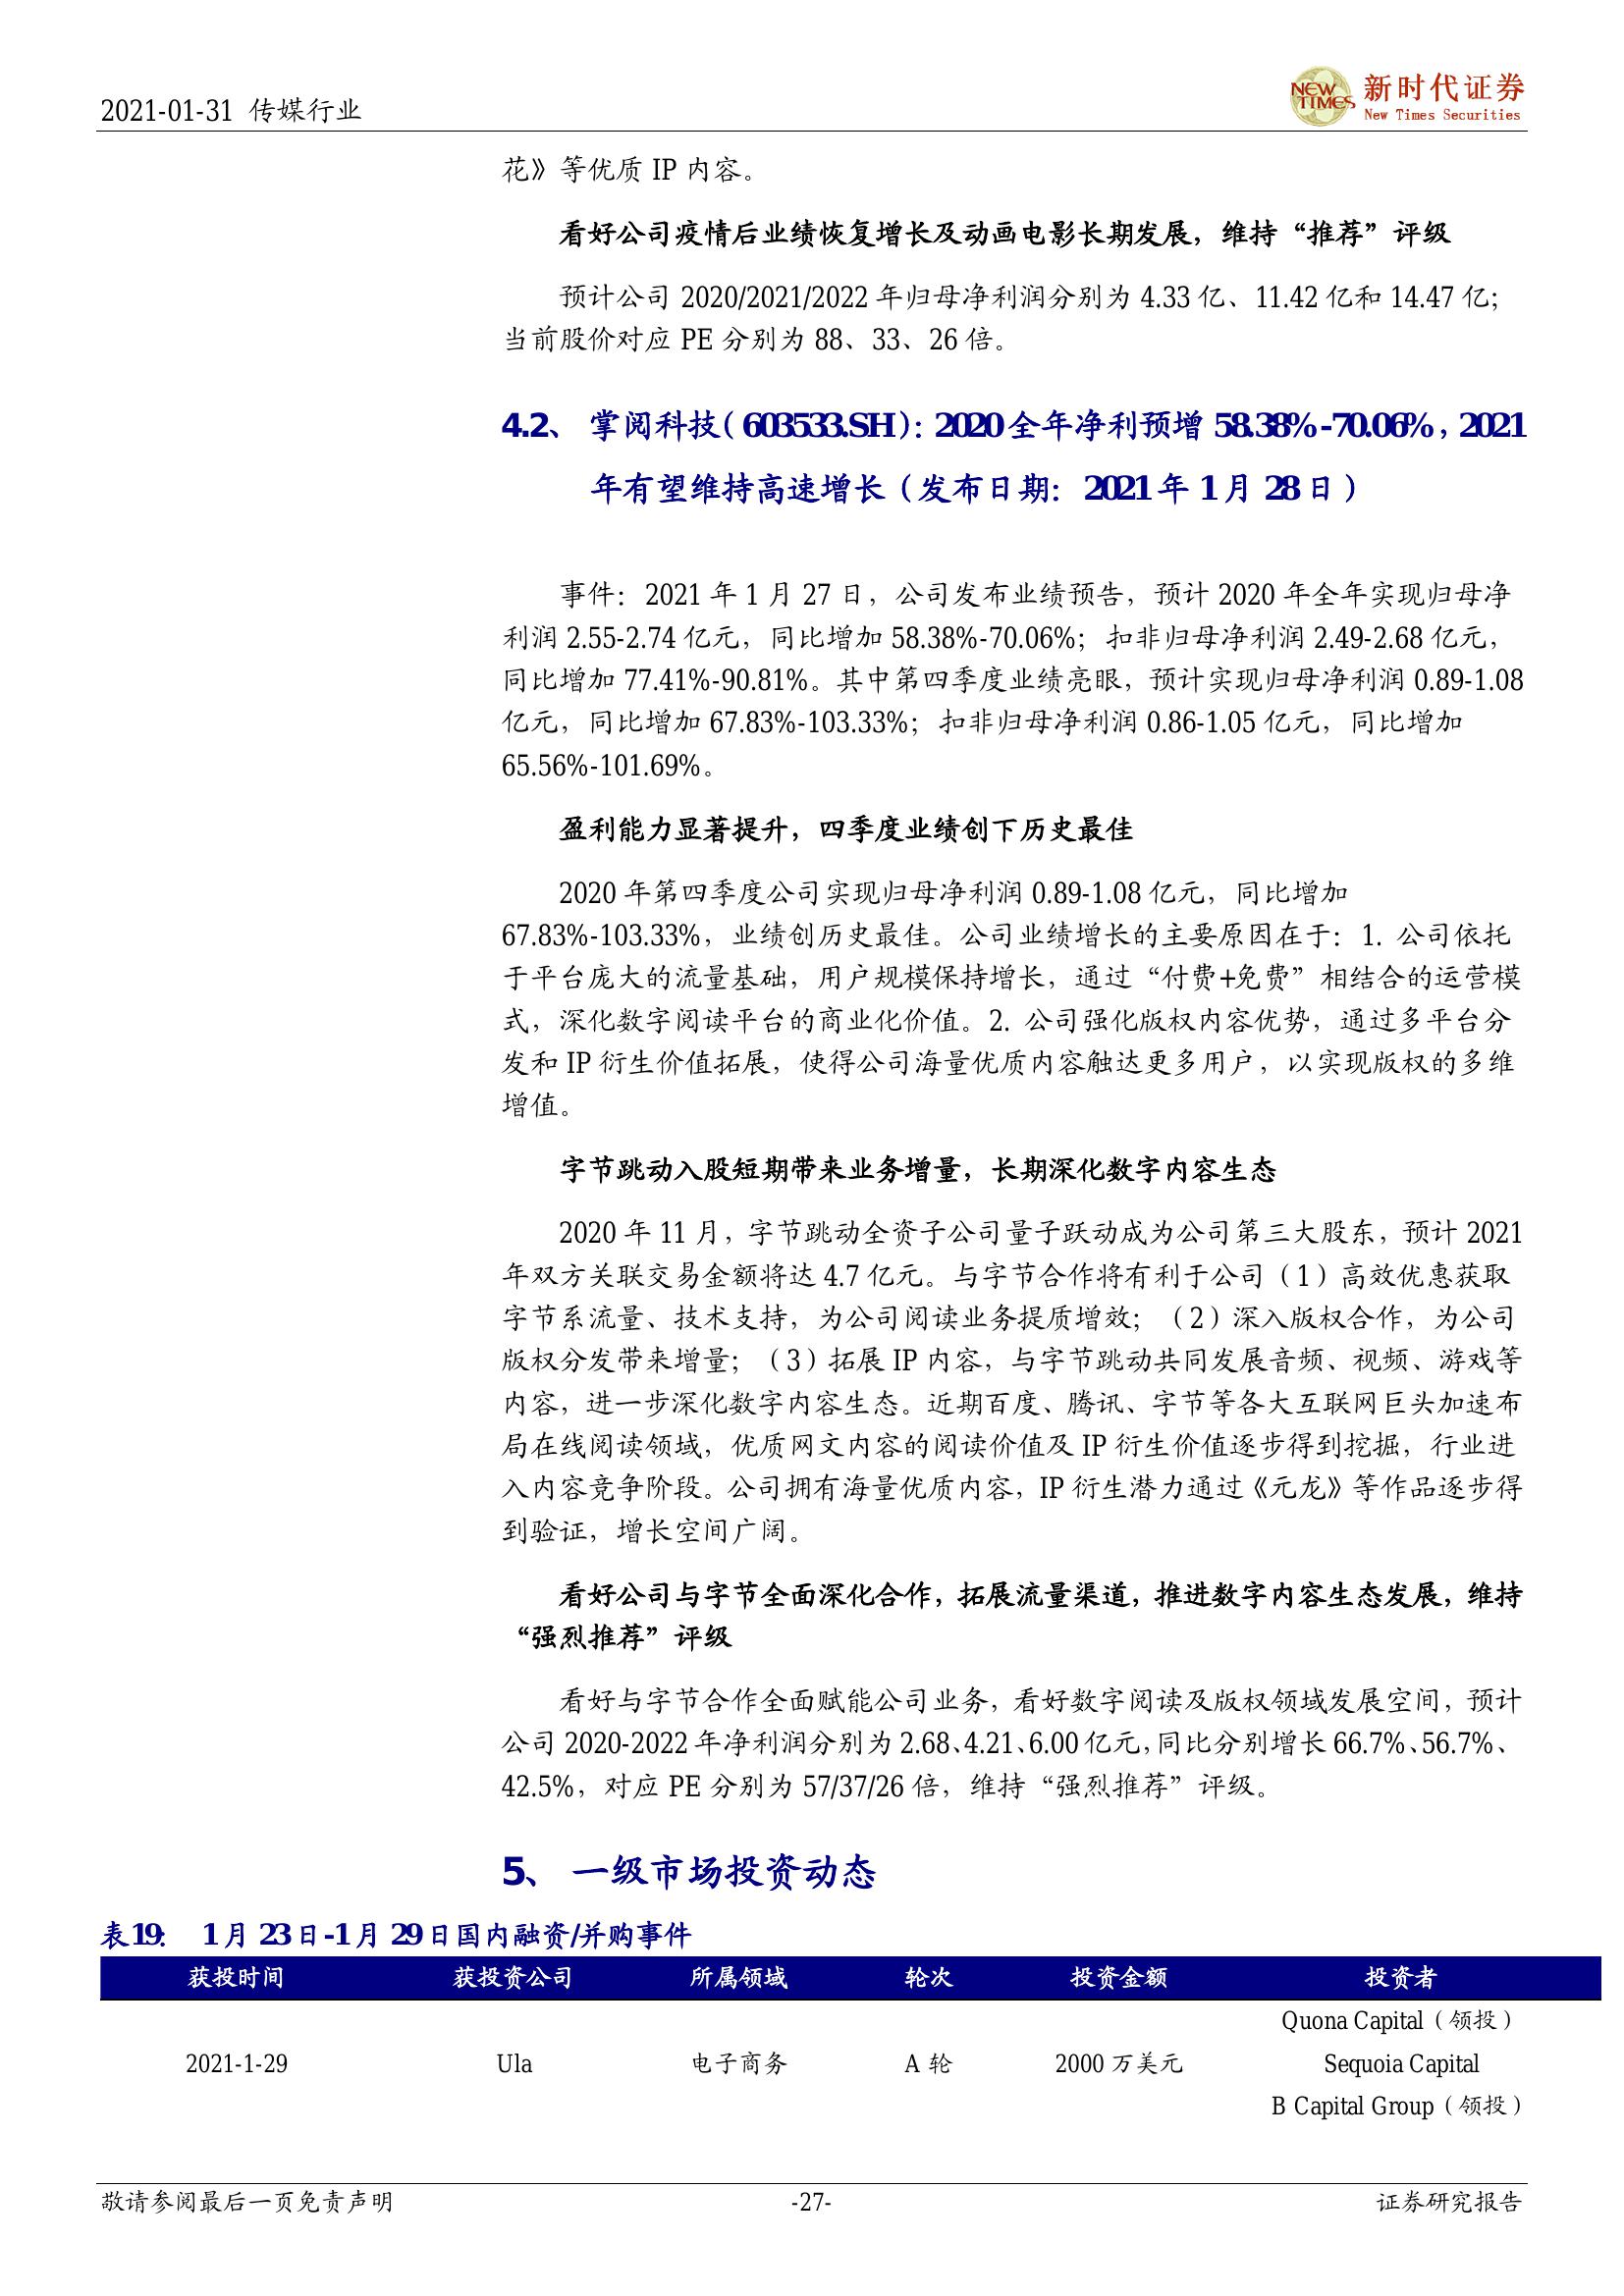 2021-01-31 传媒行业
NEW TIMES
新时代证券
New Times Securities
花》等优质 IP 内容。
看好公司疫情后业绩恢复增长及动画电影长期发展，维持“推荐”评级
预计公司 2020/2021/2022 年归母净利润分别为 4.33 亿、11.42 亿和 14.47 亿；
当前股价对应 PE 分别为 88、33、26 倍。
4.2、 掌阅科技（603533.SH）：2020 全年净利预增 58.38%-70.06%，2021
年有望维持高速增长（发布日期：2021 年 1 月 28 日）
事件：2021 年 1 月 27 日，公司发布业绩预告，预计 2020 年全年实现归母净
利润 2.55-2.74 亿元，同比增加 58.38%-70.06%；扣非归母净利润 2.49-2.68 亿元，
同比增加 77.41%-90.81%。其中第四季度业绩亮眼，预计实现归母净利润 0.89-1.08
亿元，同比增加 67.83%-103.33%；扣非归母净利润 0.86-1.05 亿元，同比增加
65.56%-101.69%。
盈利能力显著提升，四季度业绩创下历史最佳
2020 年第四季度公司实现归母净利润 0.89-1.08 亿元，同比增加
67.83%-103.33%，业绩创历史最佳。公司业绩增长的主要原因在于：1. 公司依托
于平台庞大的流量基础，用户规模保持增长，通过“付费+免费”相结合的运营模
式，深化数字阅读平台的商业化价值。2. 公司强化版权内容优势，通过多平台分
发和 IP 衍生价值拓展，使得公司海量优质内容触达更多用户，以实现版权的多维
增值。
字节跳动入股短期带来业务增量，长期深化数字内容生态
2020 年 11 月，字节跳动全资子公司量子跃动成为公司第三大股东，预计 2021
年双方关联交易金额将达 4.7 亿元。与字节合作将有利于公司（1）高效优惠获取
字节系流量、技术支持，为公司阅读业务提质增效；（2）深入版权合作，为公司
版权分发带来增量；（3）拓展 IP 内容，与字节跳动共同发展音频、视频、游戏等
内容，进一步深化数字内容生态。近期百度、腾讯、字节等各大互联网巨头加速布
局在线阅读领域，优质网文内容的阅读价值及 IP 衍生价值逐步得到挖掘，行业进
入内容竞争阶段。公司拥有海量优质内容，IP 衍生潜力通过《元龙》等作品逐步得
到验证，增长空间广阔。
看好公司与字节全面深化合作，拓展流量渠道，推进数字内容生态发展，维持
“强烈推荐”评级
看好与字节合作全面赋能公司业务，看好数字阅读及版权领域发展空间，预计
公司 2020-2022 年净利润分别为 2.68、4.21、6.00 亿元，同比分别增长 66.7%、56.7%、
42.5%，对应 PE 分别为 57/37/26 倍，维持“强烈推荐”评级。
5、 一级市场投资动态
表19： 1 月 23 日-1 月 29 日国内融资/并购事件
获投时间 获投资公司 所属领域 轮次 投资金额 投资者
Quona Capital（领投）
2021-1-29 Ula 电子商务 A 轮 2000 万美元 Sequoia Capital
B Capital Group（领投）
敬请参阅最后一页免责声明 -27- 证券研究报告